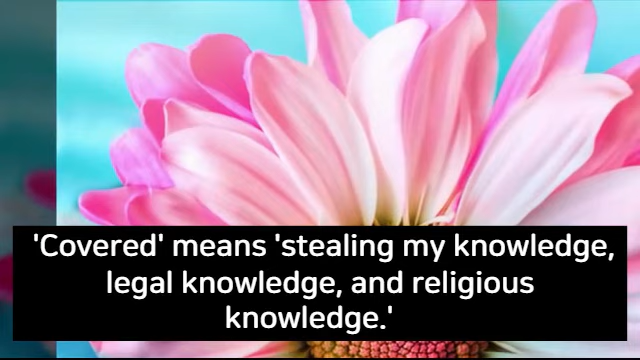 'Covered' means 'stealing my knowledge,
legal knowledge, and religious
knowledge.'